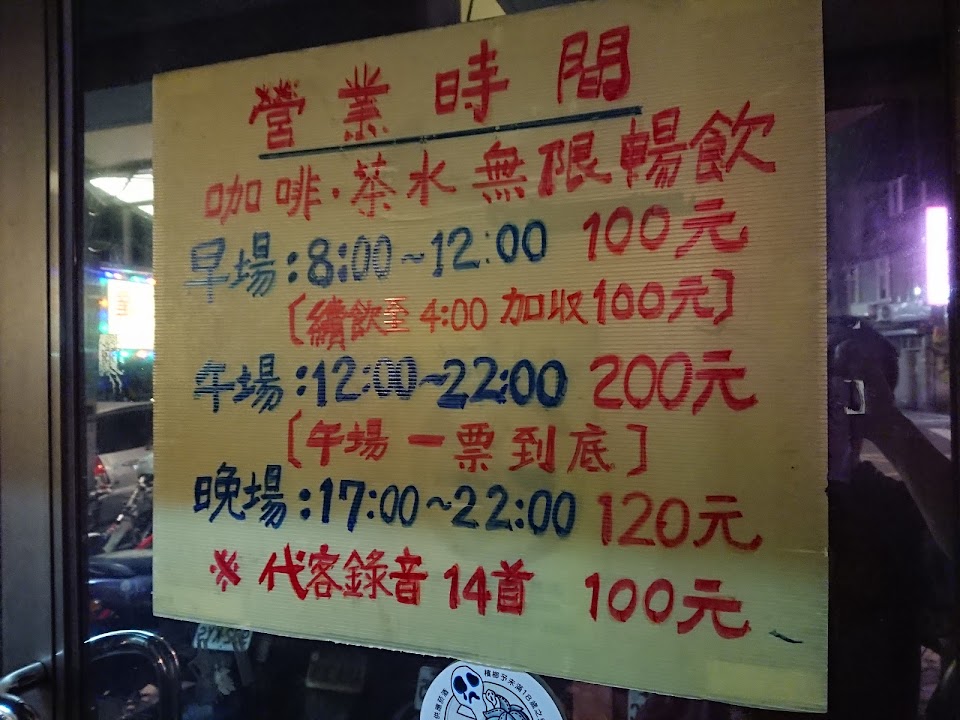 營業時間
咖啡·茶水無限暢飲
早場:8:00~12:00 100元
〔續飲至4:00加收100元〕
午場:12:00~22:00 200元
〔午場一票到底〕
晚場:17:00~22:00 120元
※代客錄音14首 100元